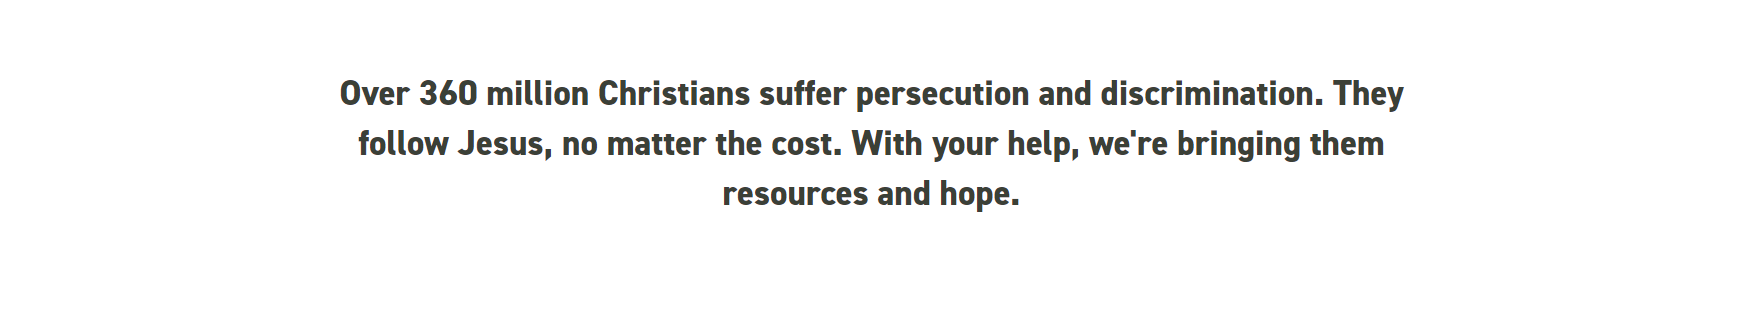 Over 360 million Christians suffer persecution and discrimination. They
follow Jesus, no matter the cost. With your help, we're bringing them
resources and hope.